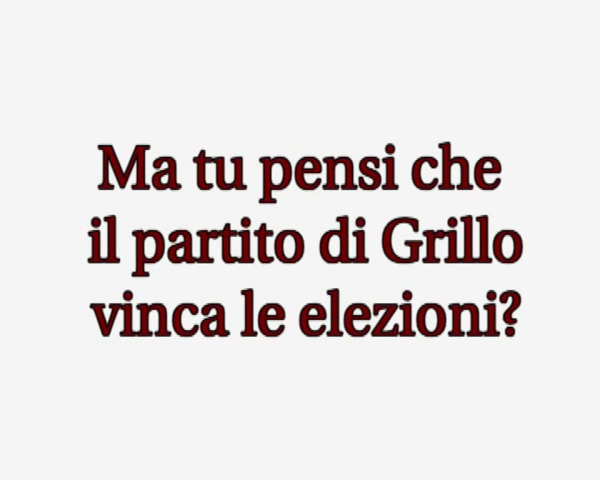 Ma tu pensi che
il partito di Grillo
vinca le elezioni?